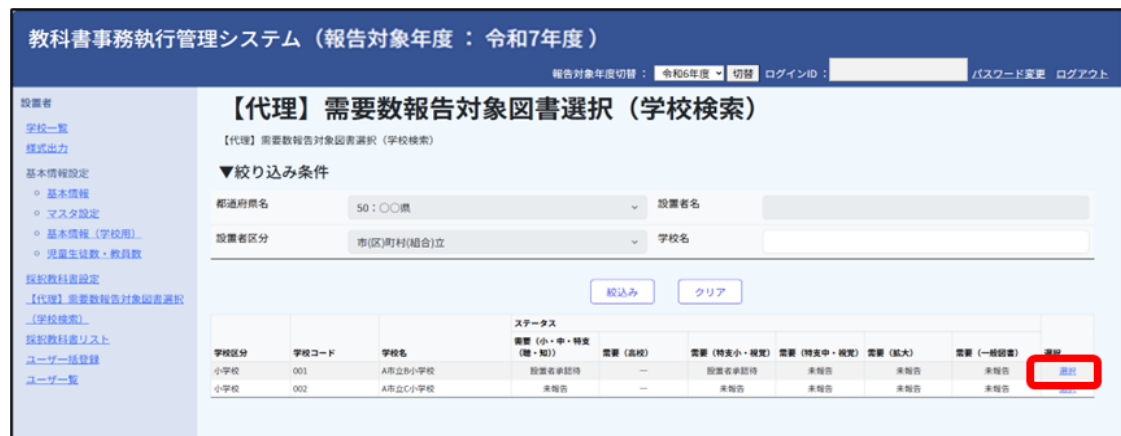 教科書事務執行管理システム（報告対象年度 ： 令和7年度 ）
報告対象年度切替 ： 令和6年度 切替 ログインID ： パスワード変更 ログアウト
設置者
学校一覧
様式出力
基本情報設定
基本情報
マスタ設定
基本情報（学校用）
児童生徒数・教員数
採択教科書設定
【代理】需要数報告対象図書選択
（学校検索）
採択教科書リスト
ユーザ一括登録
ユーザ一覧
【代理】需要数報告対象図書選択（学校検索）
【代理】需要数報告対象図書選択（学校検索）
▼絞り込み条件
都道府県名 50：〇〇県 設置者名
設置者区分 市(区)町村(組合)立 学校名
絞込み クリア
ステータス
学校区分 学校コード 学校名 需要（小・中・特支（聴・知）） 需要（高校） 需要（特支小・視覚） 需要（特支中・視覚） 需要（拡大） 需要（一般図書） 選択
小学校 001 A市立B小学校 設置者承認待 — 設置者承認待 未報告 未報告 未報告 選択
小学校 002 A市立C小学校 未報告 — 未報告 未報告 未報告 未報告